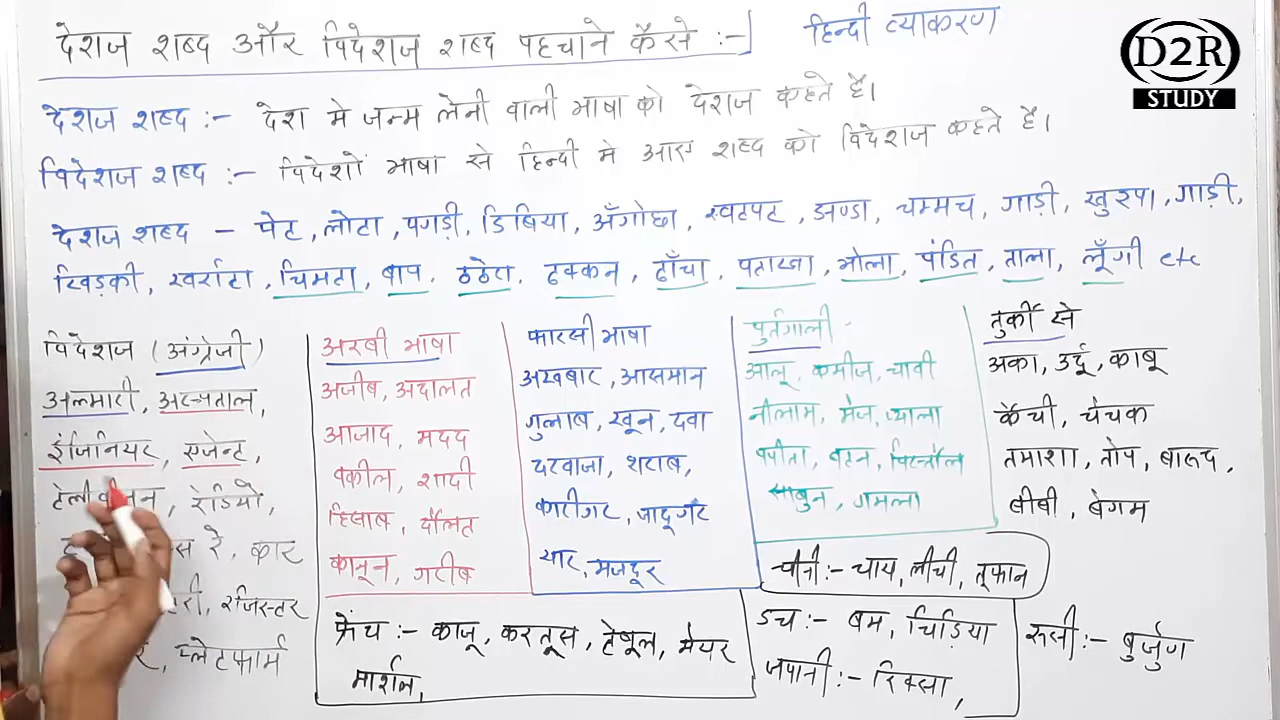 देशज शब्द और विदेशज शब्द पहचाने कैसे :-
हिन्दी व्याकरण
D2R
STUDY
देशज शब्द :- देश मे जन्म लेनी वाली भाषा को देशज कहते है।
विदेशज शब्द :- विदेशों भाषा से हिन्दी मे आए शब्द को विदेशज कहते है।
देशज शब्द - पेट, लोटा, पगड़ी, डिबिया, अँगोछा, खटपट, झण्डा, चम्मच, गाड़ी, खुरपा, गाड़ी,
खिड़की, खर्राटा, चिमटा, बाप, ठठेरा, ढक्कन, ढाँचा, पटाखा, भोला, पंडित, ताला, लूँगी etc
विदेशज (अंग्रेजी)
अलमारी, अस्पताल,
इंजिनियर, एजेन्ट,
रेडियो,
स रे, कार
री, रजिस्टर
र, प्लेटफार्म
अरबी भाषा
अजीब, अदालत
आजाद, मदद
वकील, शादी
हिसाब, दौलत
कानून, गरीब
फारसी भाषा
अखबार, आसमान
गुलाब, खून, दवा
दरवाजा, शराब,
कारीगर, जादूगर
यार, मजदूर
पुर्तगाली -
आलू, कमीज, चाबी
नीलाम, मेज, प्याला
पपीता, बटन, पिस्तौल
साबुन, गमला
तुर्की से
अका, उर्दू, काबू
कैंची, चेचक
तमाशा, तोप, बारूद,
बीबी, बेगम
चीनी :- चाय, लीची, तूफान
फ्रेंच :- काजू, करतूस, टेबूल, मेयर
मार्शल,
डच :- बम, चिड़िया
जपानी :- रिक्सा,
रूसी :- बुर्जुग